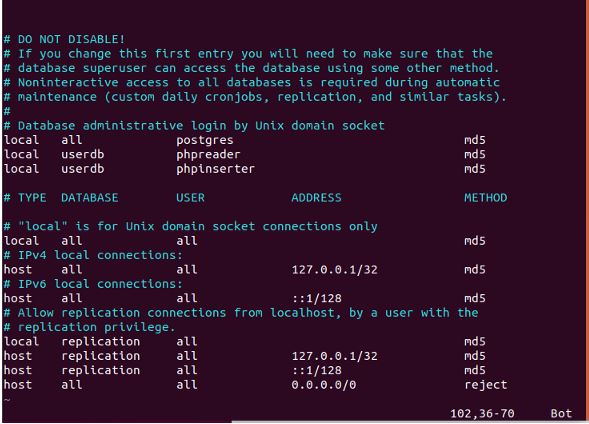 # DO NOT DISABLE!
# If you change this first entry you will need to make sure that the
# database superuser can access the database using some other method.
# Noninteractive access to all databases is required during automatic
# maintenance (custom daily cronjobs, replication, and similar tasks).
#
# Database administrative login by Unix domain socket
local   all             postgres                                md5
local   userdb          phpreader                               md5
local   userdb          phpinserter                             md5
# TYPE  DATABASE        USER            ADDRESS                 METHOD
# "local" is for Unix domain socket connections only
local   all             all                                     md5
# IPv4 local connections:
host    all             all             127.0.0.1/32            md5
# IPv6 local connections:
host    all             all             ::1/128                 md5
# Allow replication connections from localhost, by a user with the
# replication privilege.
local   replication     all                                     md5
host    replication     all             127.0.0.1/32            md5
host    replication     all             ::1/128                 md5
host    all             all             0.0.0.0/0               reject
~
102,36-70     Bot